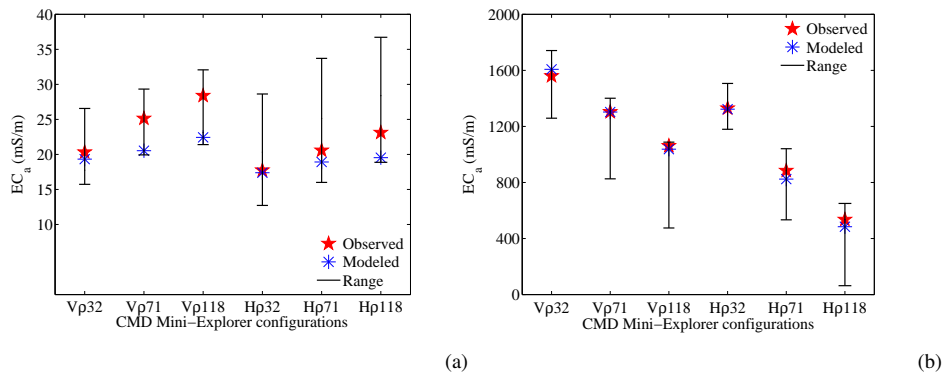 40
35
30
25
20
15
10
EC_a (mS/m)
Observed
Modeled
Range
Vρ32 Vρ71 Vρ118 Hρ32 Hρ71 Hρ118
CMD Mini−Explorer configurations
(a)
2000
1600
1200
800
400
0
EC_a (mS/m)
Observed
Modeled
Range
Vρ32 Vρ71 Vρ118 Hρ32 Hρ71 Hρ118
CMD Mini−Explorer configurations
(b)